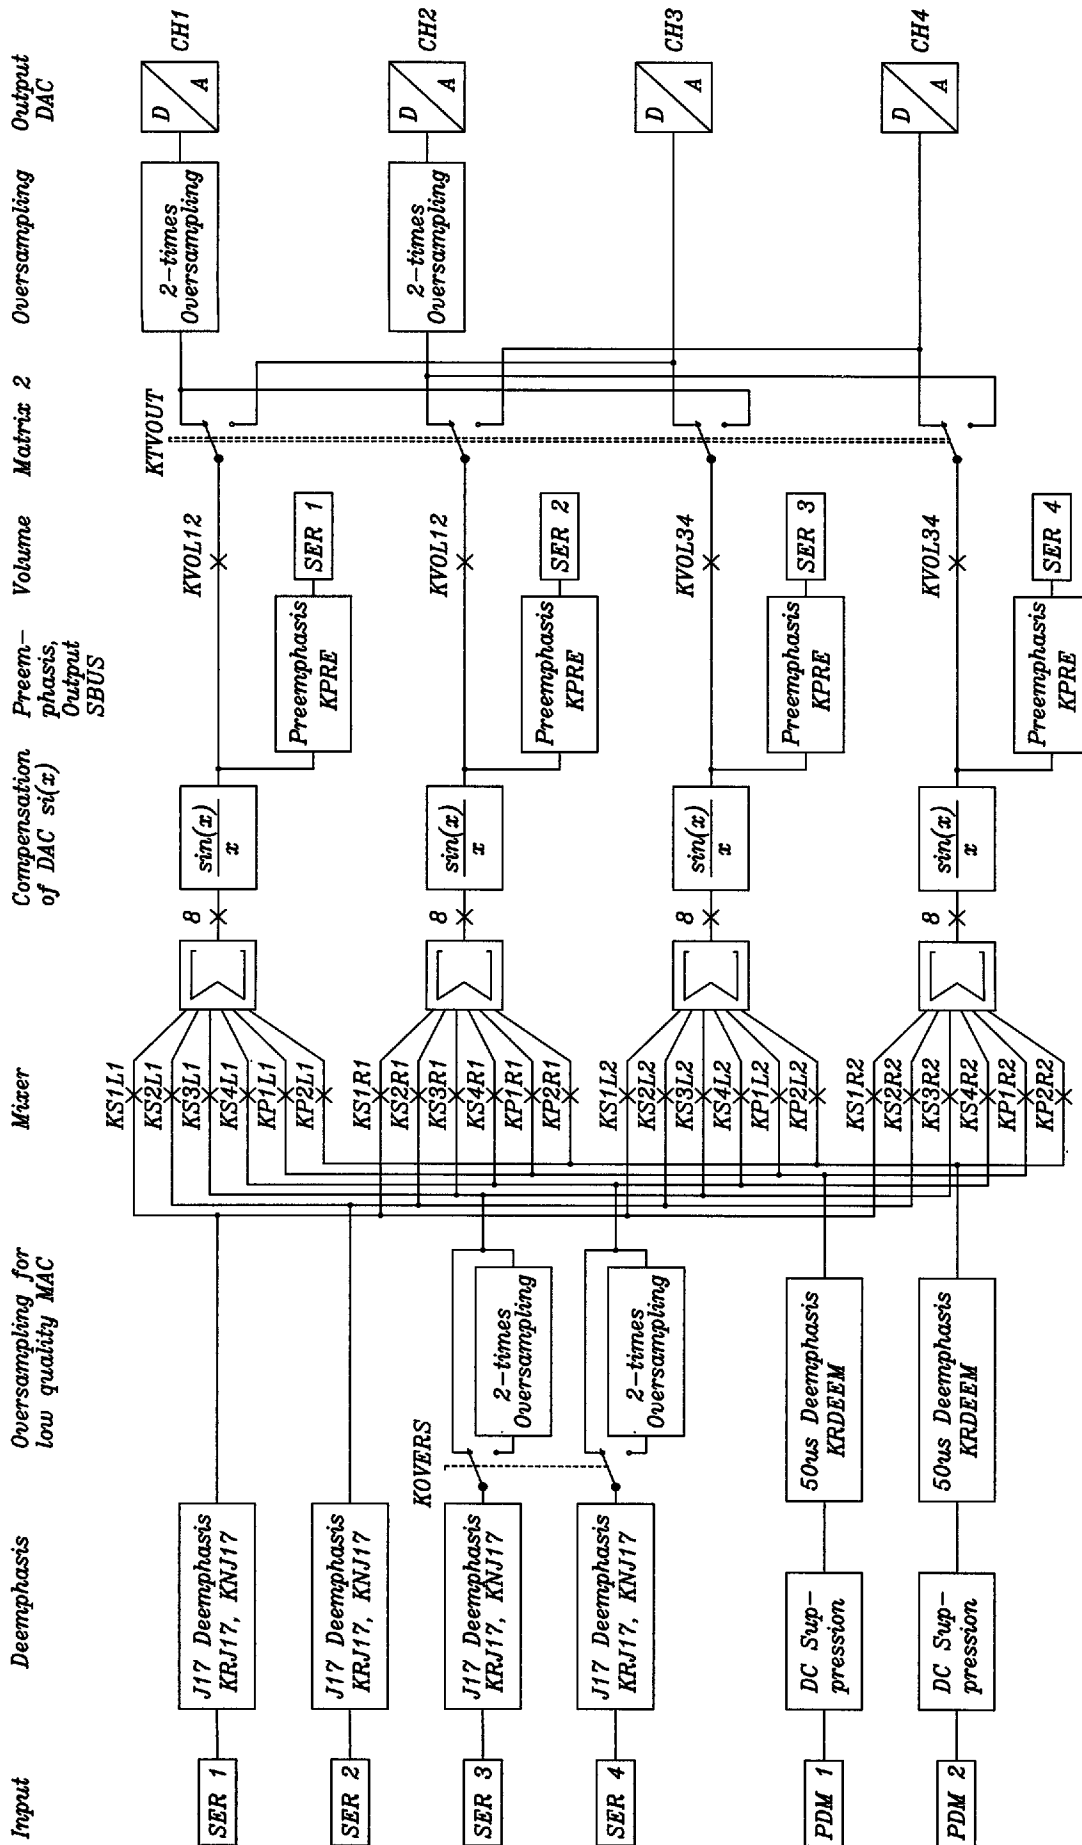 Input
Deemphasis
Oversampling for
low quality MAC
Mixer
Compensation
of DAC si(x)
Preem-
phasis,
Output
SBUS
Volume
Matrix 2
Oversampling
Output
DAC
SER 1
J17 Deemphasis
KRJ17, KNJ17
SER 2
J17 Deemphasis
KRJ17, KNJ17
SER 3
J17 Deemphasis
KRJ17, KNJ17
KOVERS
2-times
Oversampling
SER 4
J17 Deemphasis
KRJ17, KNJ17
2-times
Oversampling
PDM 1
DC Sup-
pression
50us Deemphasis
KRDEEM
PDM 2
DC Sup-
pression
50us Deemphasis
KRDEEM
KS1L1
KS2L1
KS3L1
KS4L1
KP1L1
KP2L1
8
sin(x)
x
Preemphasis
KPRE
SER 1
KVOL12
KTVOUT
2-times
Oversampling
D
A
CH1
KS1R1
KS2R1
KS3R1
KS4R1
KP1R1
KP2R1
8
sin(x)
x
Preemphasis
KPRE
SER 2
KVOL12
2-times
Oversampling
D
A
CH2
KS1L2
KS2L2
KS3L2
KS4L2
KP1L2
KP2L2
8
sin(x)
x
Preemphasis
KPRE
SER 3
KVOL34
D
A
CH3
KS1R2
KS2R2
KS3R2
KS4R2
KP1R2
KP2R2
8
sin(x)
x
Preemphasis
KPRE
SER 4
KVOL34
D
A
CH4